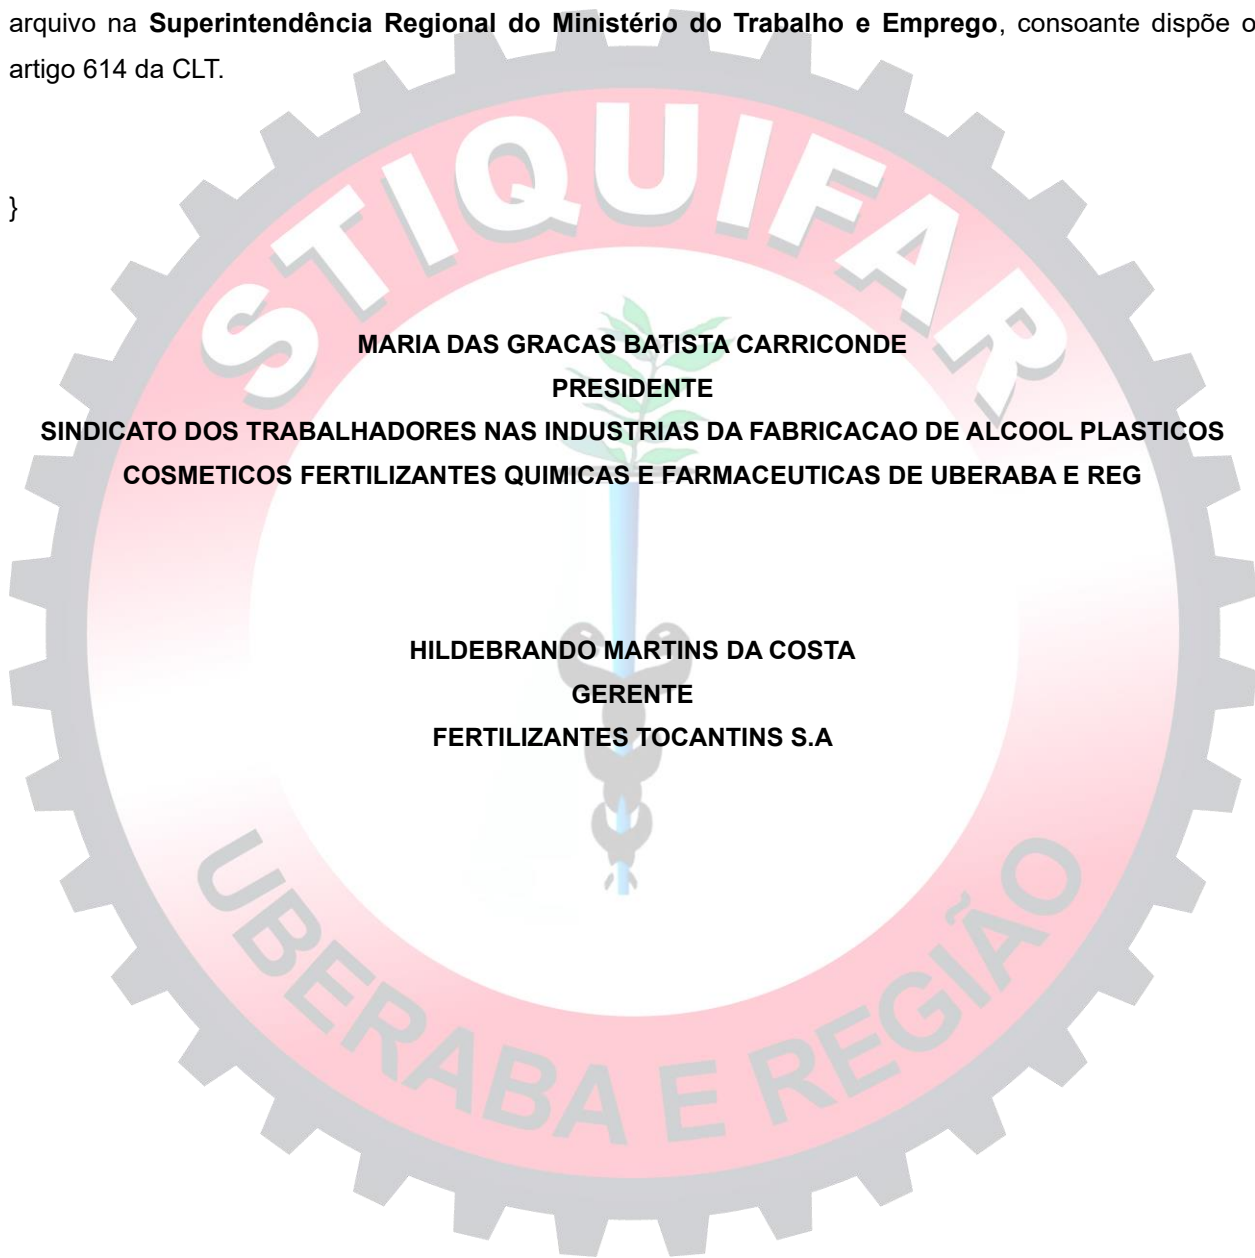 arquivo na Superintendência Regional do Ministério do Trabalho e Emprego, consoante dispõe o
artigo 614 da CLT.
}
STIQUIFAR
MARIA DAS GRACAS BATISTA CARRICONDE
PRESIDENTE
SINDICATO DOS TRABALHADORES NAS INDUSTRIAS DA FABRICACAO DE ALCOOL PLASTICOS
COSMETICOS FERTILIZANTES QUIMICAS E FARMACEUTICAS DE UBERABA E REG
HILDEBRANDO MARTINS DA COSTA
GERENTE
FERTILIZANTES TOCANTINS S.A
UBERABA E REGIÃO